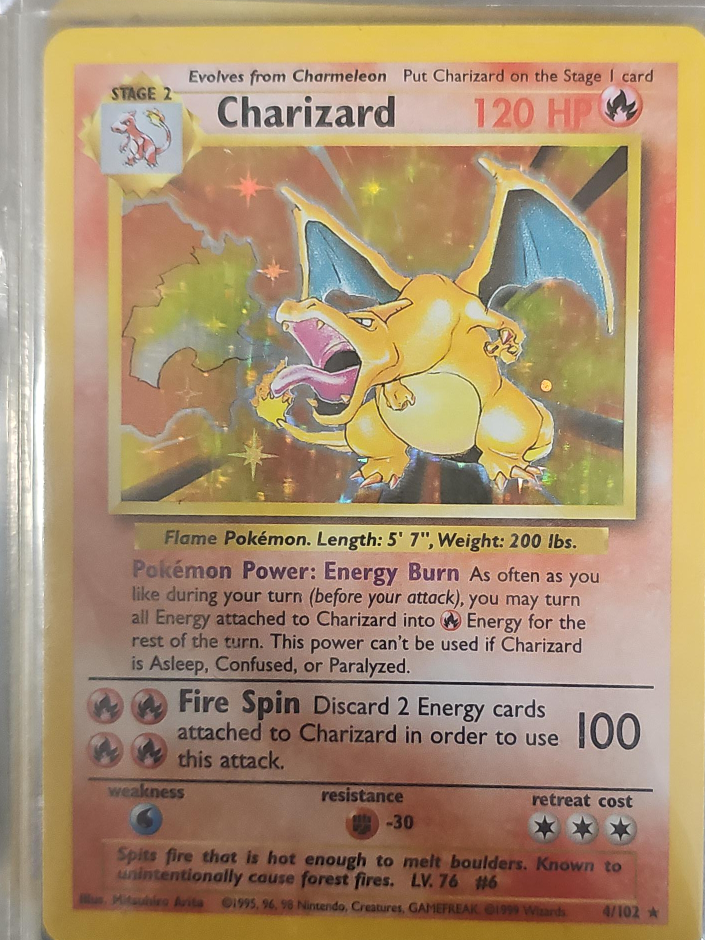 Evolves from Charmeleon Put Charizard on the Stage 1 card
STAGE 2
Charizard 120 HP
Flame Pokémon. Length: 5' 7", Weight: 200 lbs.
Pokémon Power: Energy Burn As often as you
like during your turn (before your attack), you may turn
all Energy attached to Charizard into Energy for the
rest of the turn. This power can't be used if Charizard
is Asleep, Confused, or Paralyzed.
Fire Spin Discard 2 Energy cards
attached to Charizard in order to use
this attack.
100
weakness
resistance
retreat cost
-30
Spits fire that is hot enough to melt boulders. Known to
unintentionally cause forest fires. LV. 76 #6
Illus. Mitsuhiro Arita ©1995, 96, 98 Nintendo, Creatures, GAMEFREAK. ©1999 Wizards. 4/102 ★